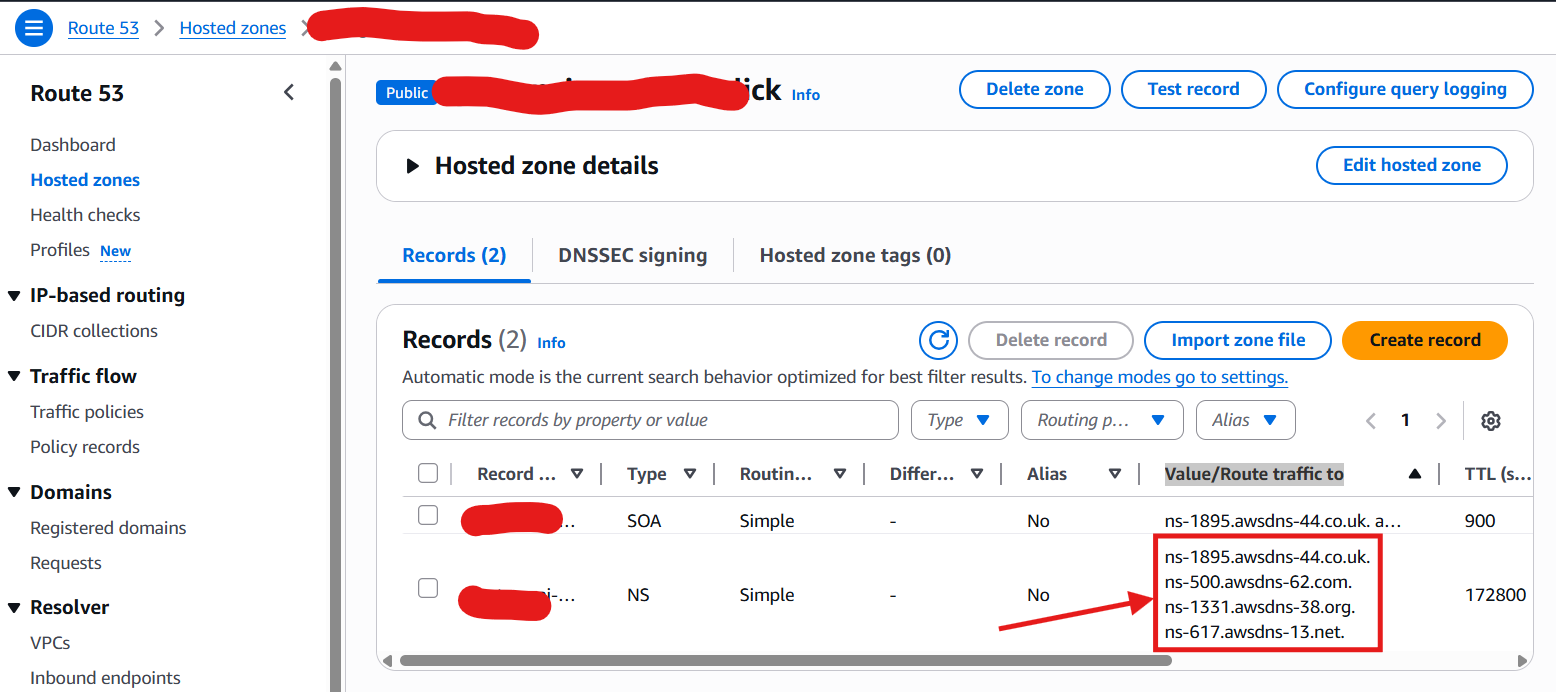 Route 53 > Hosted zones >
Route 53
Dashboard
Hosted zones
Health checks
Profiles New
IP-based routing
CIDR collections
Traffic flow
Traffic policies
Policy records
Domains
Registered domains
Requests
Resolver
VPCs
Inbound endpoints
Public Info
Delete zone Test record Configure query logging
Hosted zone details Edit hosted zone
Records (2) DNSSEC signing Hosted zone tags (0)
Records (2) Info Delete record Import zone file Create record
Automatic mode is the current search behavior optimized for best filter results. To change modes go to settings.
Filter records by property or value Type Routing p... Alias 1
Record ... Type Routin... Differ... Alias Value/Route traffic to TTL (s...
... SOA Simple - No ns-1895.awsdns-44.co.uk. a... 900
... NS Simple - No ns-1895.awsdns-44.co.uk.
ns-500.awsdns-62.com.
ns-1331.awsdns-38.org.
ns-617.awsdns-13.net.
172800